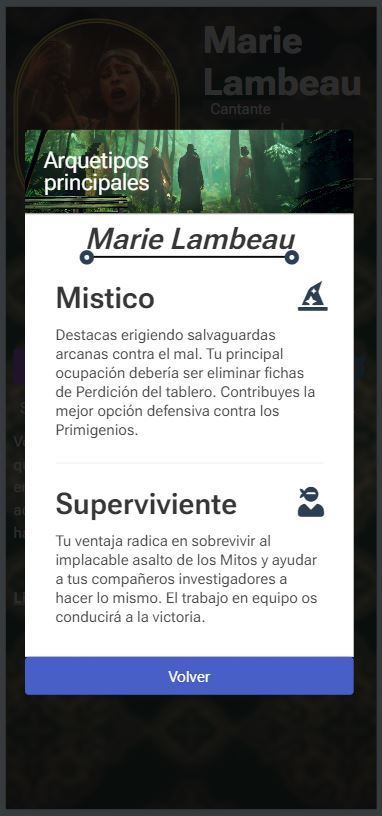 Marie
Lambeau
Cantante
Arquetipos
principales
Marie Lambeau
Mistico
Destacas erigiendo salvaguardas
arcanas contra el mal. Tu principal
ocupación debería ser eliminar fichas
de Perdición del tablero. Contribuyes la
mejor opción defensiva contra los
Primigenios.
Superviviente
Tu ventaja radica en sobrevivir al
implacable asalto de los Mitos y ayudar
a tus compañeros investigadores a
hacer lo mismo. El trabajo en equipo os
conducirá a la victoria.
Volver